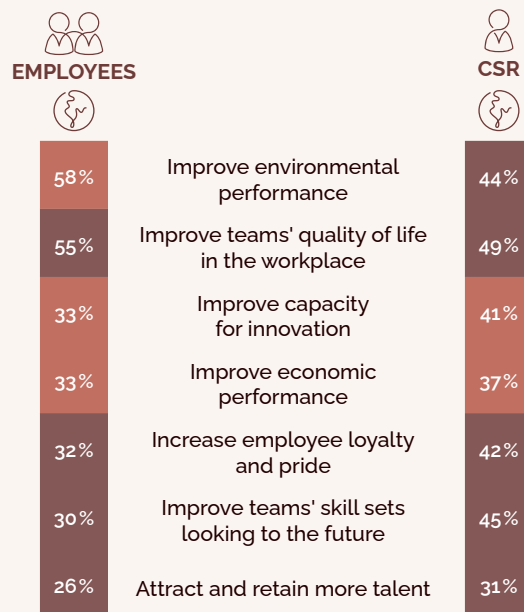 EMPLOYEES
CSR
58%
Improve environmental
performance
44%
55%
Improve teams' quality of life
in the workplace
49%
33%
Improve capacity
for innovation
41%
33%
Improve economic
performance
37%
32%
Increase employee loyalty
and pride
42%
30%
Improve teams' skill sets
looking to the future
45%
26%
Attract and retain more talent
31%